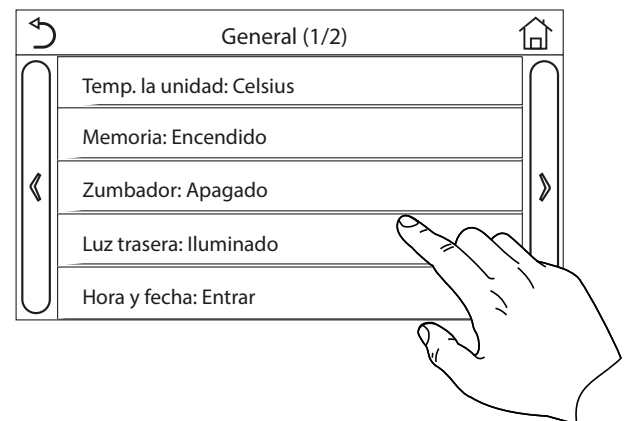 General (1/2)
Temp. la unidad: Celsius
Memoria: Encendido
Zumbador: Apagado
Luz trasera: Iluminado
Hora y fecha: Entrar